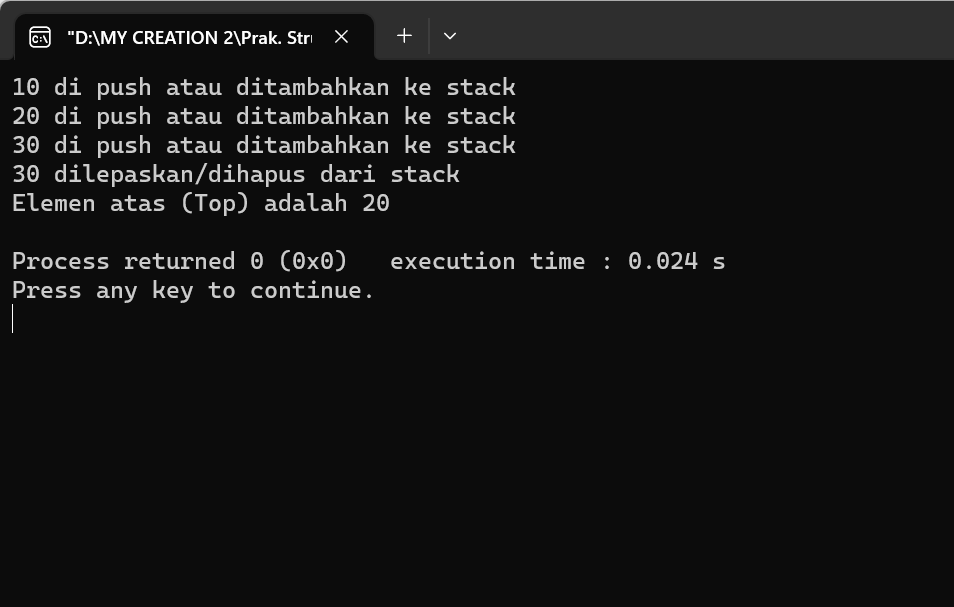 "D:\MY CREATION 2\Prak. Str
10 di push atau ditambahkan ke stack
20 di push atau ditambahkan ke stack
30 di push atau ditambahkan ke stack
30 dilepaskan/dihapus dari stack
Elemen atas (Top) adalah 20
Process returned 0 (0x0)   execution time : 0.024 s
Press any key to continue.